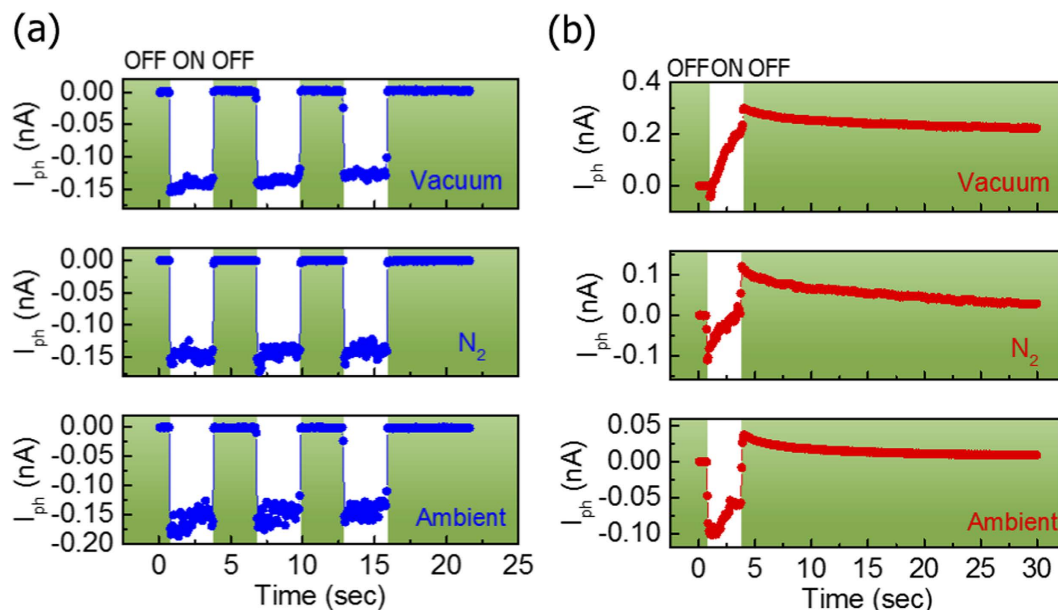 (a)
OFF ON OFF
0.00
-0.05
-0.10
-0.15
I_ph (nA)
Vacuum
0.00
-0.05
-0.10
-0.15
I_ph (nA)
N₂
0.00
-0.05
-0.10
-0.15
-0.20
I_ph (nA)
Ambient
0 5 10 15 20 25
Time (sec)
(b)
OFF ON OFF
0.4
0.2
0.0
I_ph (nA)
Vacuum
0.1
0.0
-0.1
I_ph (nA)
N₂
0.05
0.00
-0.05
-0.10
I_ph (nA)
Ambient
0 5 10 15 20 25 30
Time (sec)